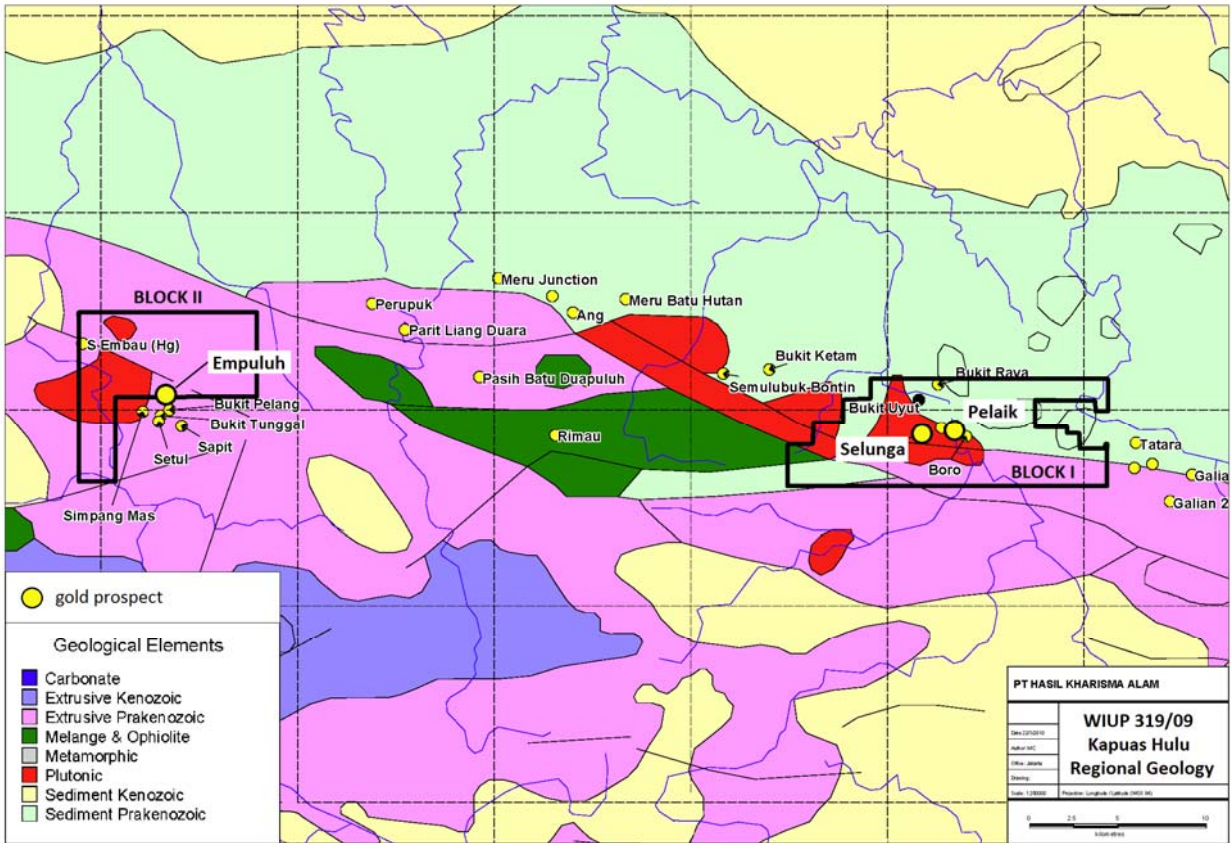 BLOCK II
S Embau (Hg)
Empuluh
Bukit Pelang
Bukit Tunggal
Sapit
Setul
Simpang Mas
Perupuk
Parit Liang Duara
Meru Junction
Ang
Meru Batu Hutan
Pasih Batu Duapuluh
Rimau
Semulubuk-Bontin
Bukit Ketam
Bukit Raya
Bukit Uyut
Pelaik
Selunga
Boro
BLOCK I
Tatara
Galia
Galian 2
gold prospect
Geological Elements
Carbonate
Extrusive Kenozoic
Extrusive Prakenozoic
Melange & Ophiolite
Metamorphic
Plutonic
Sediment Kenozoic
Sediment Prakenozoic
PT HASIL KHARISMA ALAM
WIUP 319/09
Kapuas Hulu
Regional Geology
Office: Jakarta
Drawing:
0 2.5 5 10
kilometres